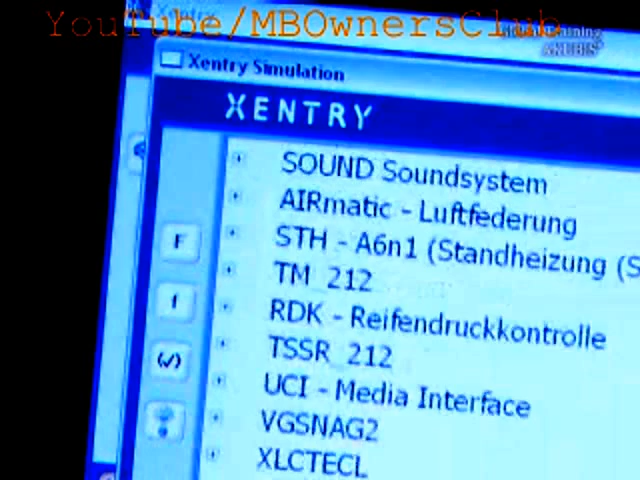 YouTube/MBOwnersClub
Xentry Simulation
XENTRY
SOUND Soundsystem
AIRmatic - Luftfederung
STH - A6n1 (Standheizung (S
TM_212
RDK - Reifendruckkontrolle
TSSR_212
UCI - Media Interface
VGSNAG2
XLCTECL
F
f
(✓)